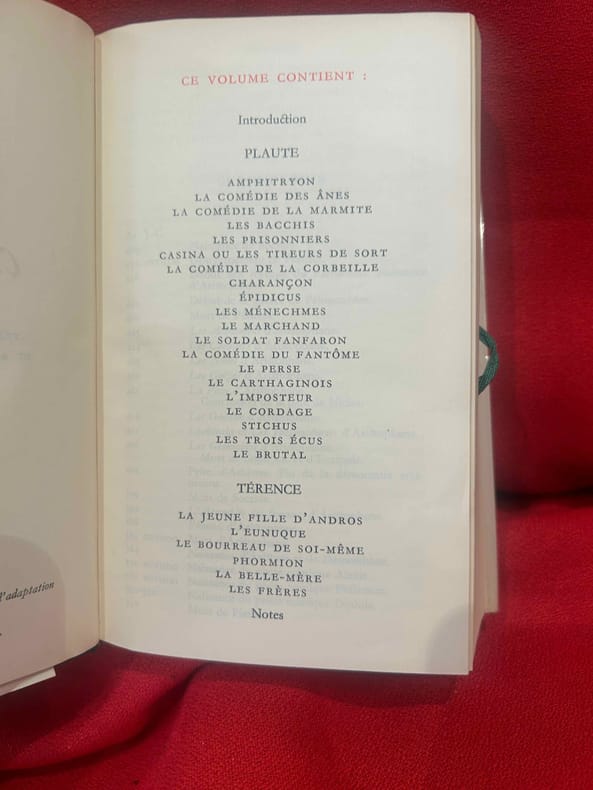 CE VOLUME CONTIENT :
Introduction
PLAUTE
AMPHITRYON
LA COMÉDIE DES ÂNES
LA COMÉDIE DE LA MARMITE
LES BACCHIS
LES PRISONNIERS
CASINA OU LES TIREURS DE SORT
LA COMÉDIE DE LA CORBEILLE
CHARANÇON
ÉPIDICUS
LES MÉNECHMES
LE MARCHAND
LE SOLDAT FANFARON
LA COMÉDIE DU FANTÔME
LE PERSE
LE CARTHAGINOIS
L'IMPOSTEUR
LE CORDAGE
STICHUS
LES TROIS ÉCUS
LE BRUTAL
TÉRENCE
LA JEUNE FILLE D'ANDROS
L'EUNUQUE
LE BOURREAU DE SOI-MÊME
PHORMION
LA BELLE-MÈRE
LES FRÈRES
Notes
d'adaptation